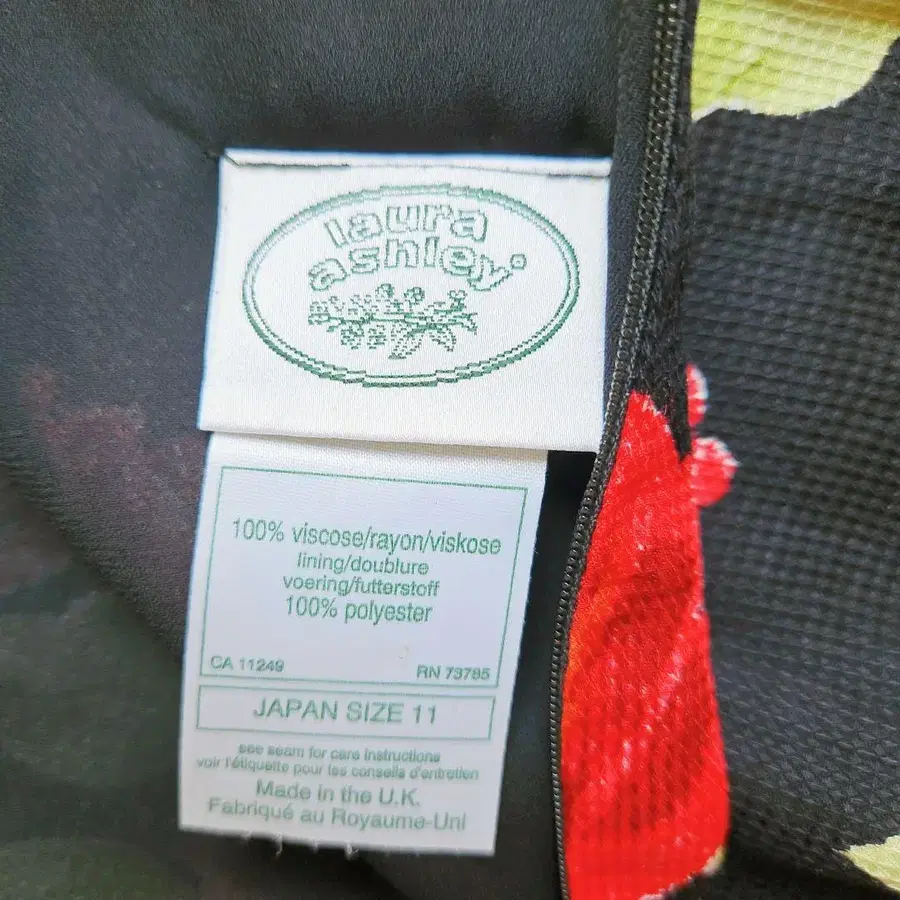 laura
ashley®
100% viscose/rayon/viskose
lining/doublure
voering/futterstoff
100% polyester
CA 11249 RN 73785
JAPAN SIZE 11
see seam for care instructions
voir l'étiquette pour les conseils d'entretien
Made in the U.K.
Fabriqué au Royaume-Uni